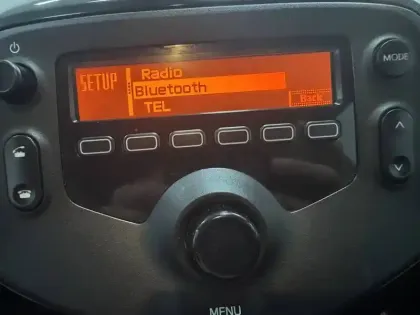 MODE
SETUP
Radio
Bluetooth
TEL
Back
MENU